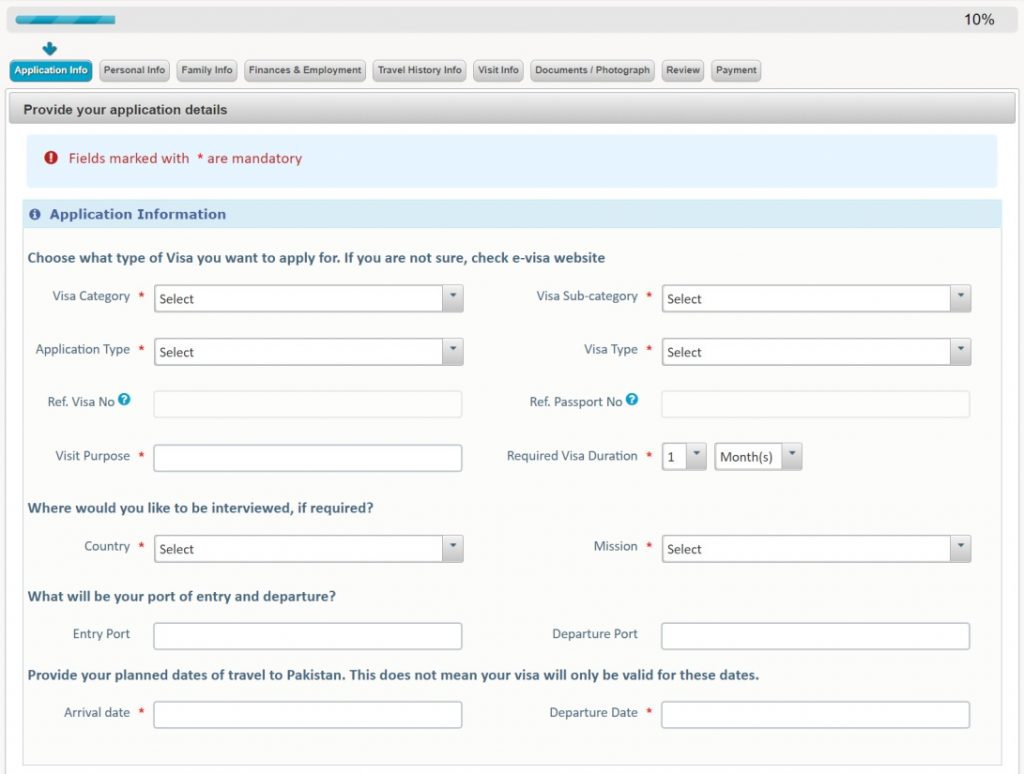 10%
Application Info Personal Info Family Info Finances & Employment Travel History Info Visit Info Documents / Photograph Review Payment
Provide your application details
Fields marked with * are mandatory
Application Information
Choose what type of Visa you want to apply for. If you are not sure, check e-visa website
Visa Category * Select Visa Sub-category * Select
Application Type * Select Visa Type * Select
Ref. Visa No Ref. Passport No
Visit Purpose * Required Visa Duration * 1 Month(s)
Where would you like to be interviewed, if required?
Country * Select Mission * Select
What will be your port of entry and departure?
Entry Port Departure Port
Provide your planned dates of travel to Pakistan. This does not mean your visa will only be valid for these dates.
Arrival date * Departure Date *